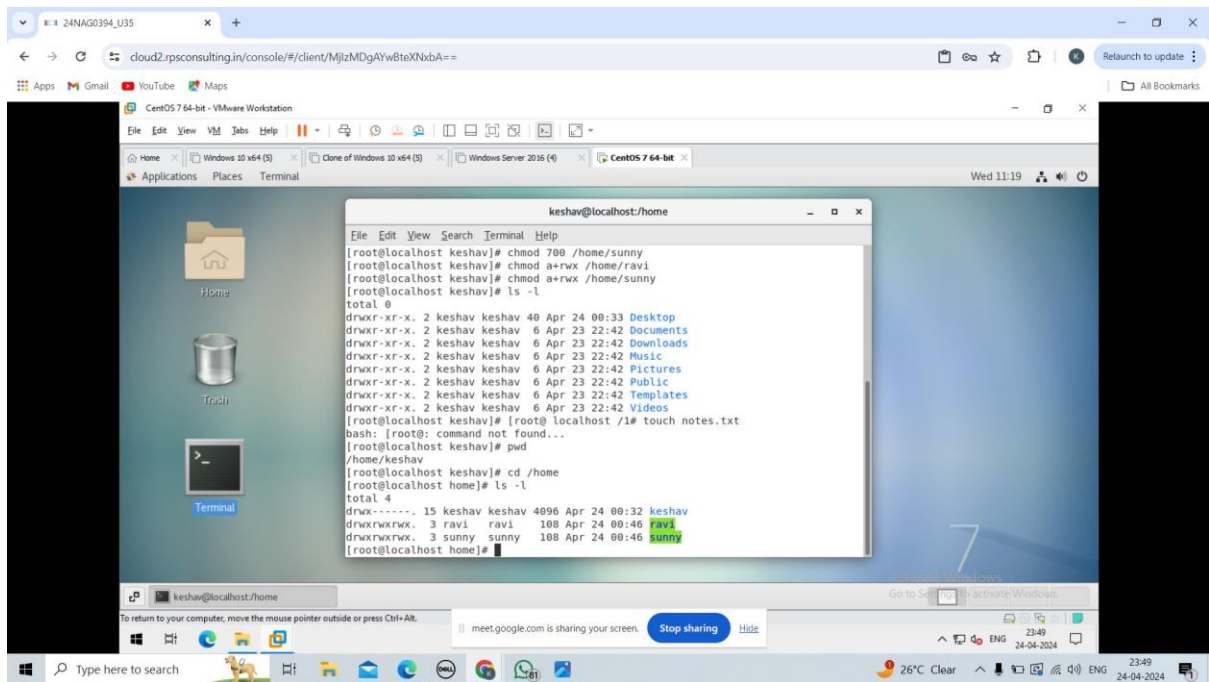 24NAG0394_U35
cloud2.rpsconsulting.in/console/#/client/MjIzMDgAYwBteXNxbA==
K
Relaunch to update
Apps Gmail YouTube Maps
All Bookmarks
CentOS 7 64-bit - VMware Workstation
File Edit View VM Tabs Help
Home Windows 10 x64 (5) Clone of Windows 10 x64 (5) Windows Server 2016 (4) CentOS 7 64-bit
Applications Places Terminal Wed 11:19
keshav@localhost:/home
File Edit View Search Terminal Help
[root@localhost keshav]# chmod 700 /home/sunny
[root@localhost keshav]# chmod a+rwx /home/ravi
[root@localhost keshav]# chmod a+rwx /home/sunny
[root@localhost keshav]# ls -l
total 0
drwxr-xr-x. 2 keshav keshav 40 Apr 24 00:33 Desktop
drwxr-xr-x. 2 keshav keshav 6 Apr 23 22:42 Documents
drwxr-xr-x. 2 keshav keshav 6 Apr 23 22:42 Downloads
drwxr-xr-x. 2 keshav keshav 6 Apr 23 22:42 Music
drwxr-xr-x. 2 keshav keshav 6 Apr 23 22:42 Pictures
drwxr-xr-x. 2 keshav keshav 6 Apr 23 22:42 Public
drwxr-xr-x. 2 keshav keshav 6 Apr 23 22:42 Templates
drwxr-xr-x. 2 keshav keshav 6 Apr 23 22:42 Videos
[root@localhost keshav]# [root@ localhost /1# touch notes.txt
bash: [root@: command not found...
[root@localhost keshav]# pwd
/home/keshav
[root@localhost keshav]# cd /home
[root@localhost home]# ls -l
total 4
drwx------. 15 keshav keshav 4096 Apr 24 00:32 keshav
drwxrwxrwx. 3 ravi ravi 108 Apr 24 00:46 ravi
drwxrwxrwx. 3 sunny sunny 108 Apr 24 00:46 sunny
[root@localhost home]#
Home
Trash
Terminal
7
Activate Windows
Go to Settings to activate Windows.
keshav@localhost:/home
To return to your computer, move the mouse pointer outside or press Ctrl+Alt.
meet.google.com is sharing your screen. Stop sharing Hide
ENG 23:49
24-04-2024
Type here to search
DELL
81
26°C Clear
ENG 23:49
24-04-2024